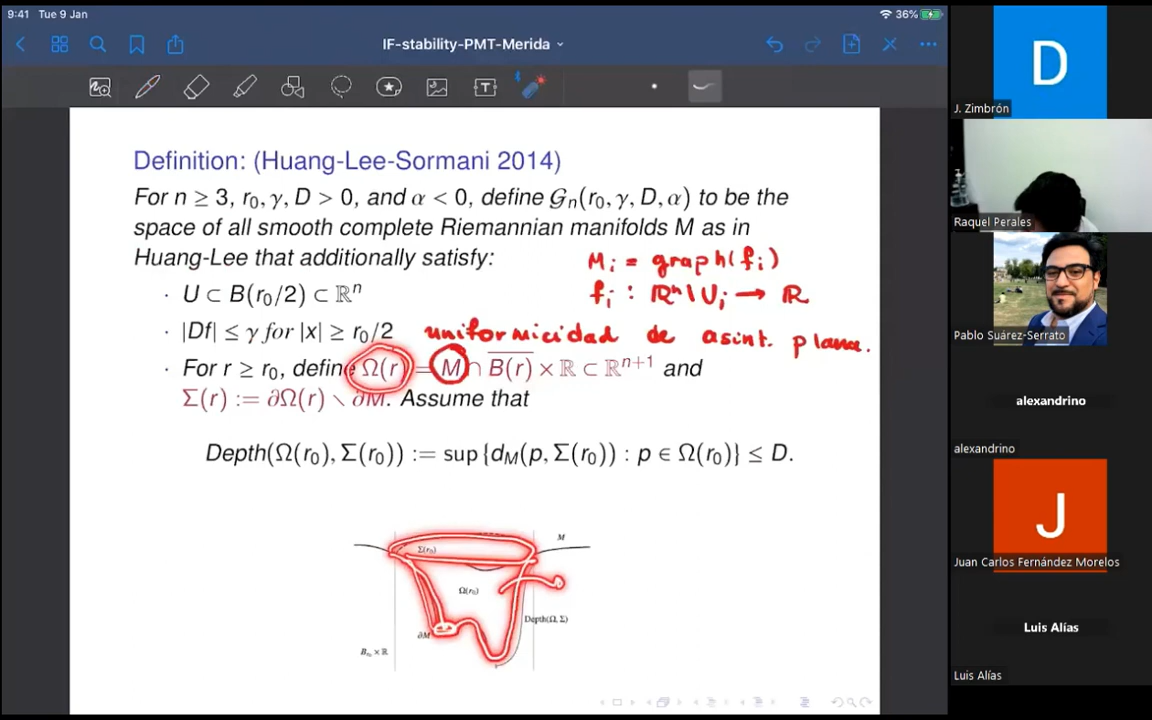 9:41 Tue 9 Jan
36%
IF-stability-PMT-Merida
Definition: (Huang-Lee-Sormani 2014)
For n ≥ 3, r₀, γ, D > 0, and α < 0, define 𝒢ₙ(r₀, γ, D, α) to be the
space of all smooth complete Riemannian manifolds M as in
Huang-Lee that additionally satisfy:
Mᵢ = graph(fᵢ)
· U ⊂ B(r₀/2) ⊂ ℝⁿ
fᵢ : ℝⁿ \ Uᵢ → ℝ
· |Df| ≤ γ for |x| ≥ r₀/2
uniformicidad de asint. plana.
· For r ≥ r₀, define Ω(r) = M ∩ B(r) × ℝ ⊂ ℝⁿ⁺¹ and
Σ(r) := ∂Ω(r) \ ∂M. Assume that
Depth(Ω(r₀), Σ(r₀)) := sup{d_M(p, Σ(r₀)) : p ∈ Ω(r₀)} ≤ D.
M
Σ(r₀)
Ω(r₀)
Depth(Ω, Σ)
∂M
B_r₀ × ℝ
D
J. Zimbrón
Raquel Perales
Pablo Suárez-Serrato
alexandrino
alexandrino
J
Juan Carlos Fernández Morelos
Luis Alías
Luis Alías